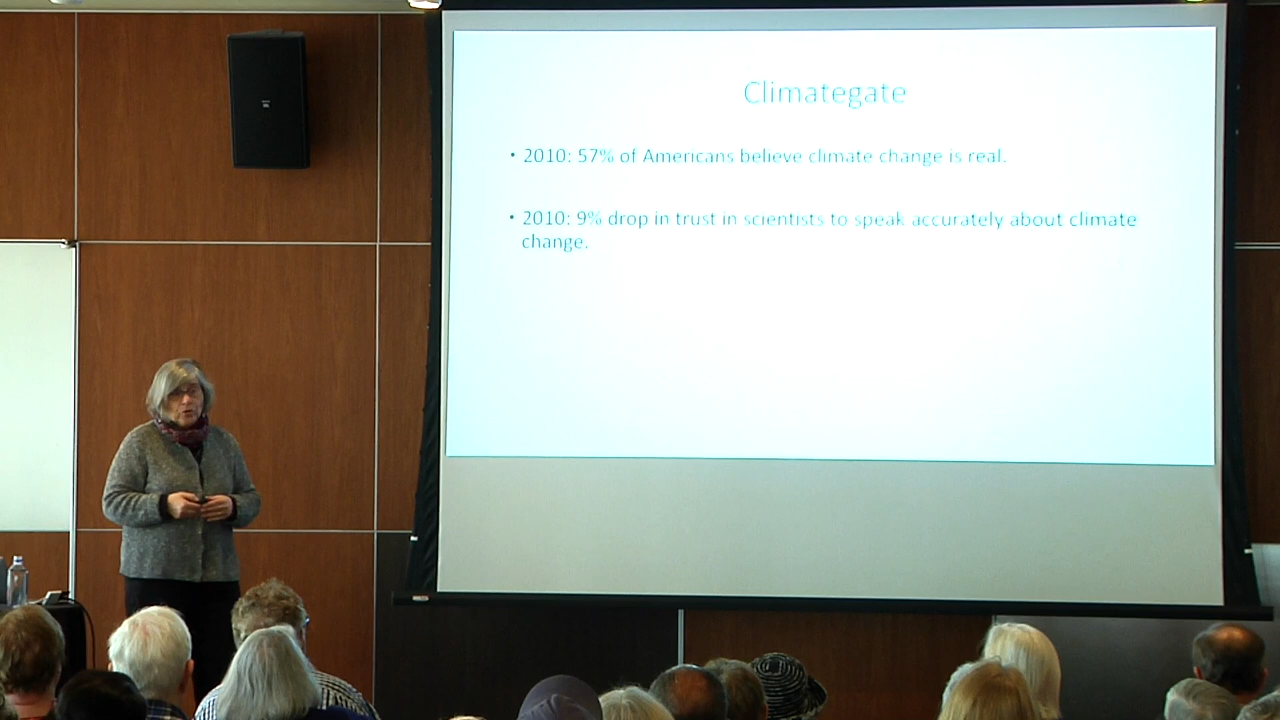 Climategate
• 2010: 57% of Americans believe climate change is real.
• 2010: 9% drop in trust in scientists to speak accurately about climate
change.